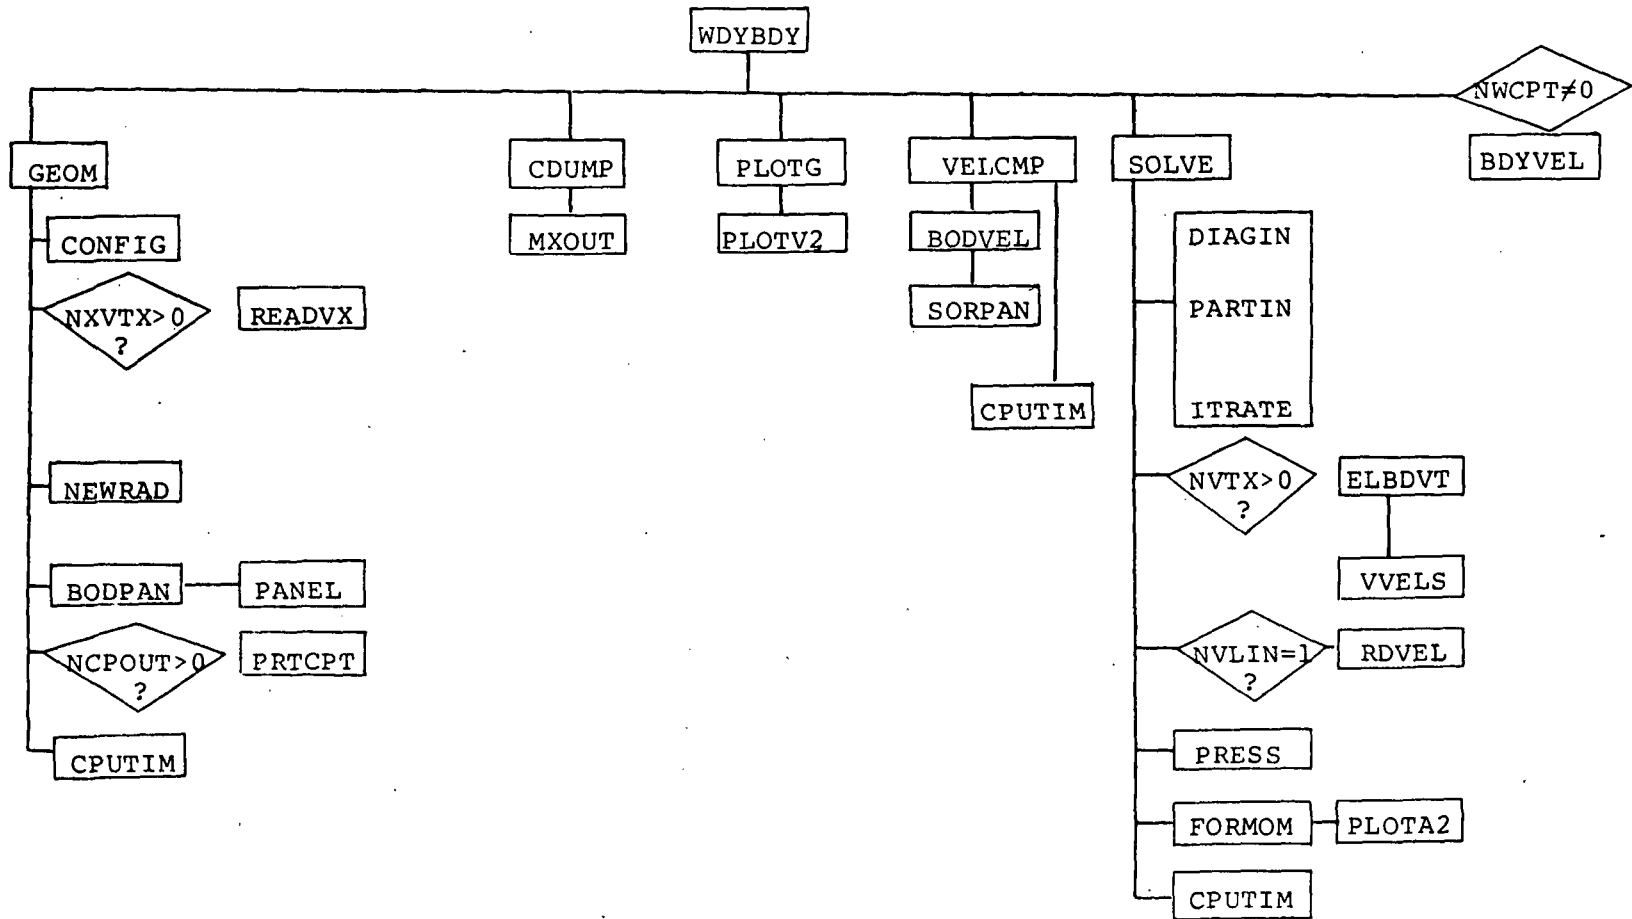 WDYBDY
NWCPT≠0
BDYVEL
GEOM
CDUMP
PLOTG
VELCMP
SOLVE
CONFIG
MXOUT
PLOTV2
BODVEL
DIAGIN
NXVTX>0
?
READVX
SORPAN
PARTIN
CPUTIM
ITRATE
NEWRAD
NVTX>0
?
ELBDVT
BODPAN
PANEL
VVELS
NCPOUT>0
?
PRTCPT
NVLIN=1
?
RDVEL
CPUTIM
PRESS
FORMOM
PLOTA2
CPUTIM